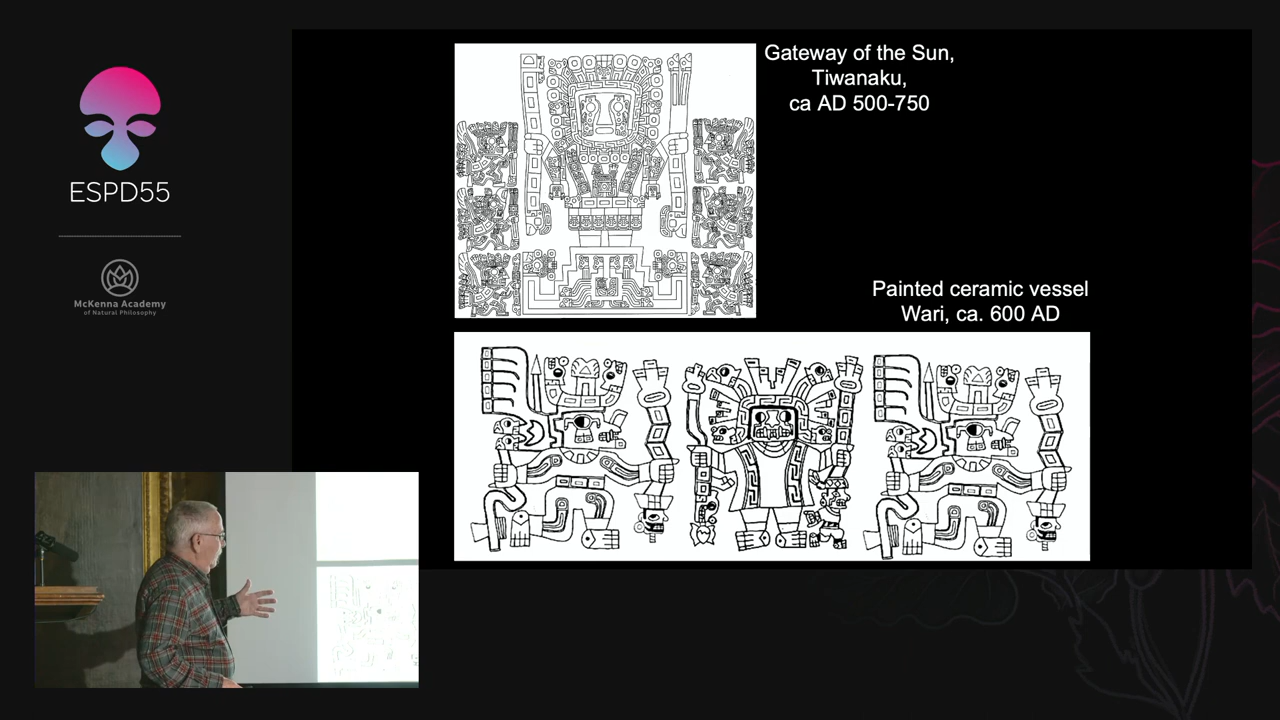 ESPD55
McKenna Academy
of Natural Philosophy
Gateway of the Sun,
Tiwanaku,
ca AD 500-750
Painted ceramic vessel
Wari, ca. 600 AD